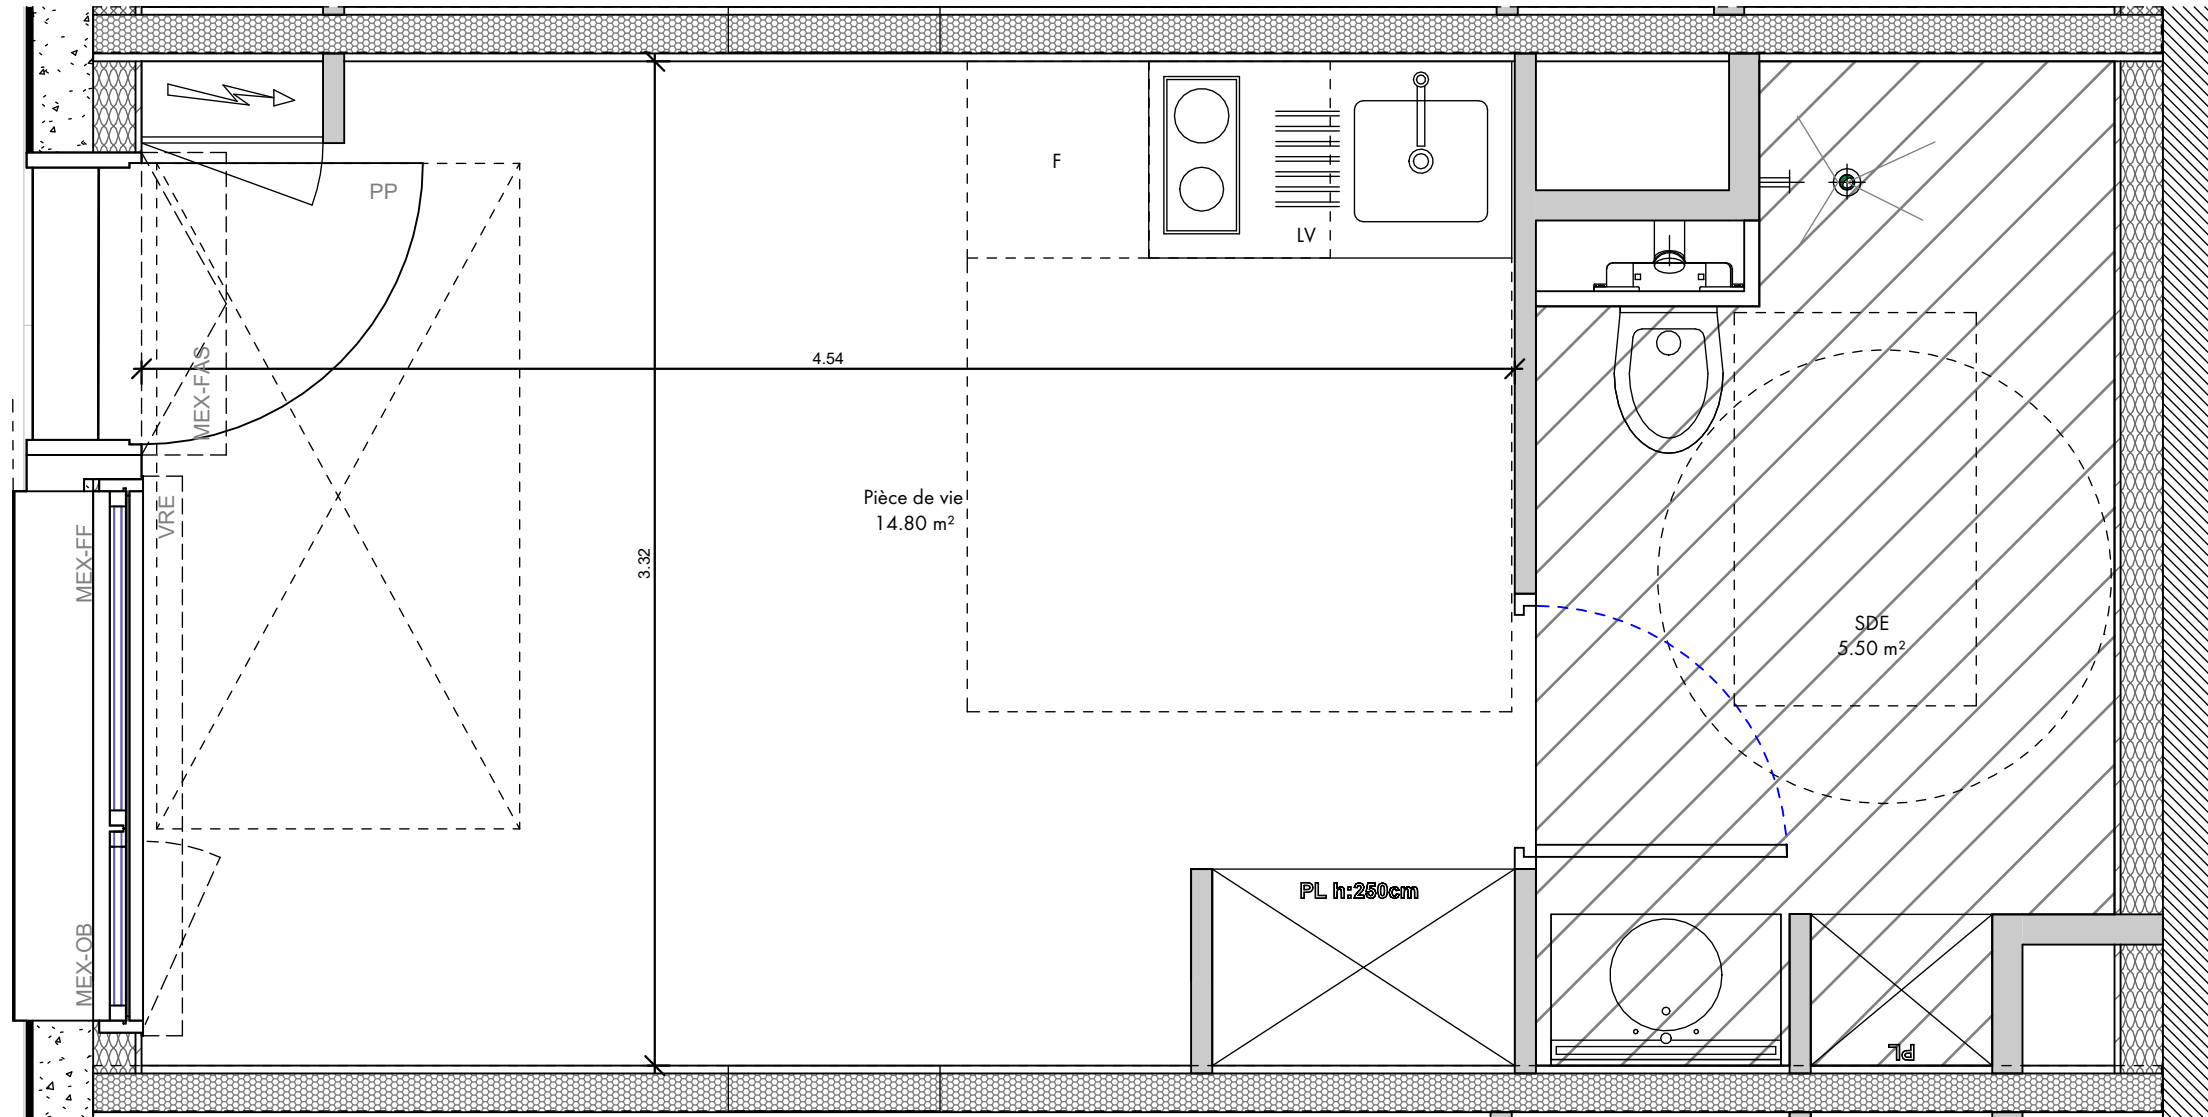 PP
F
LV
MEX-FAS
4.54
VRE
MEX-FF
Pièce de vie
14.80 m²
3.32
SDE
5.50 m²
PL h:250cm
MEX-OB
PL